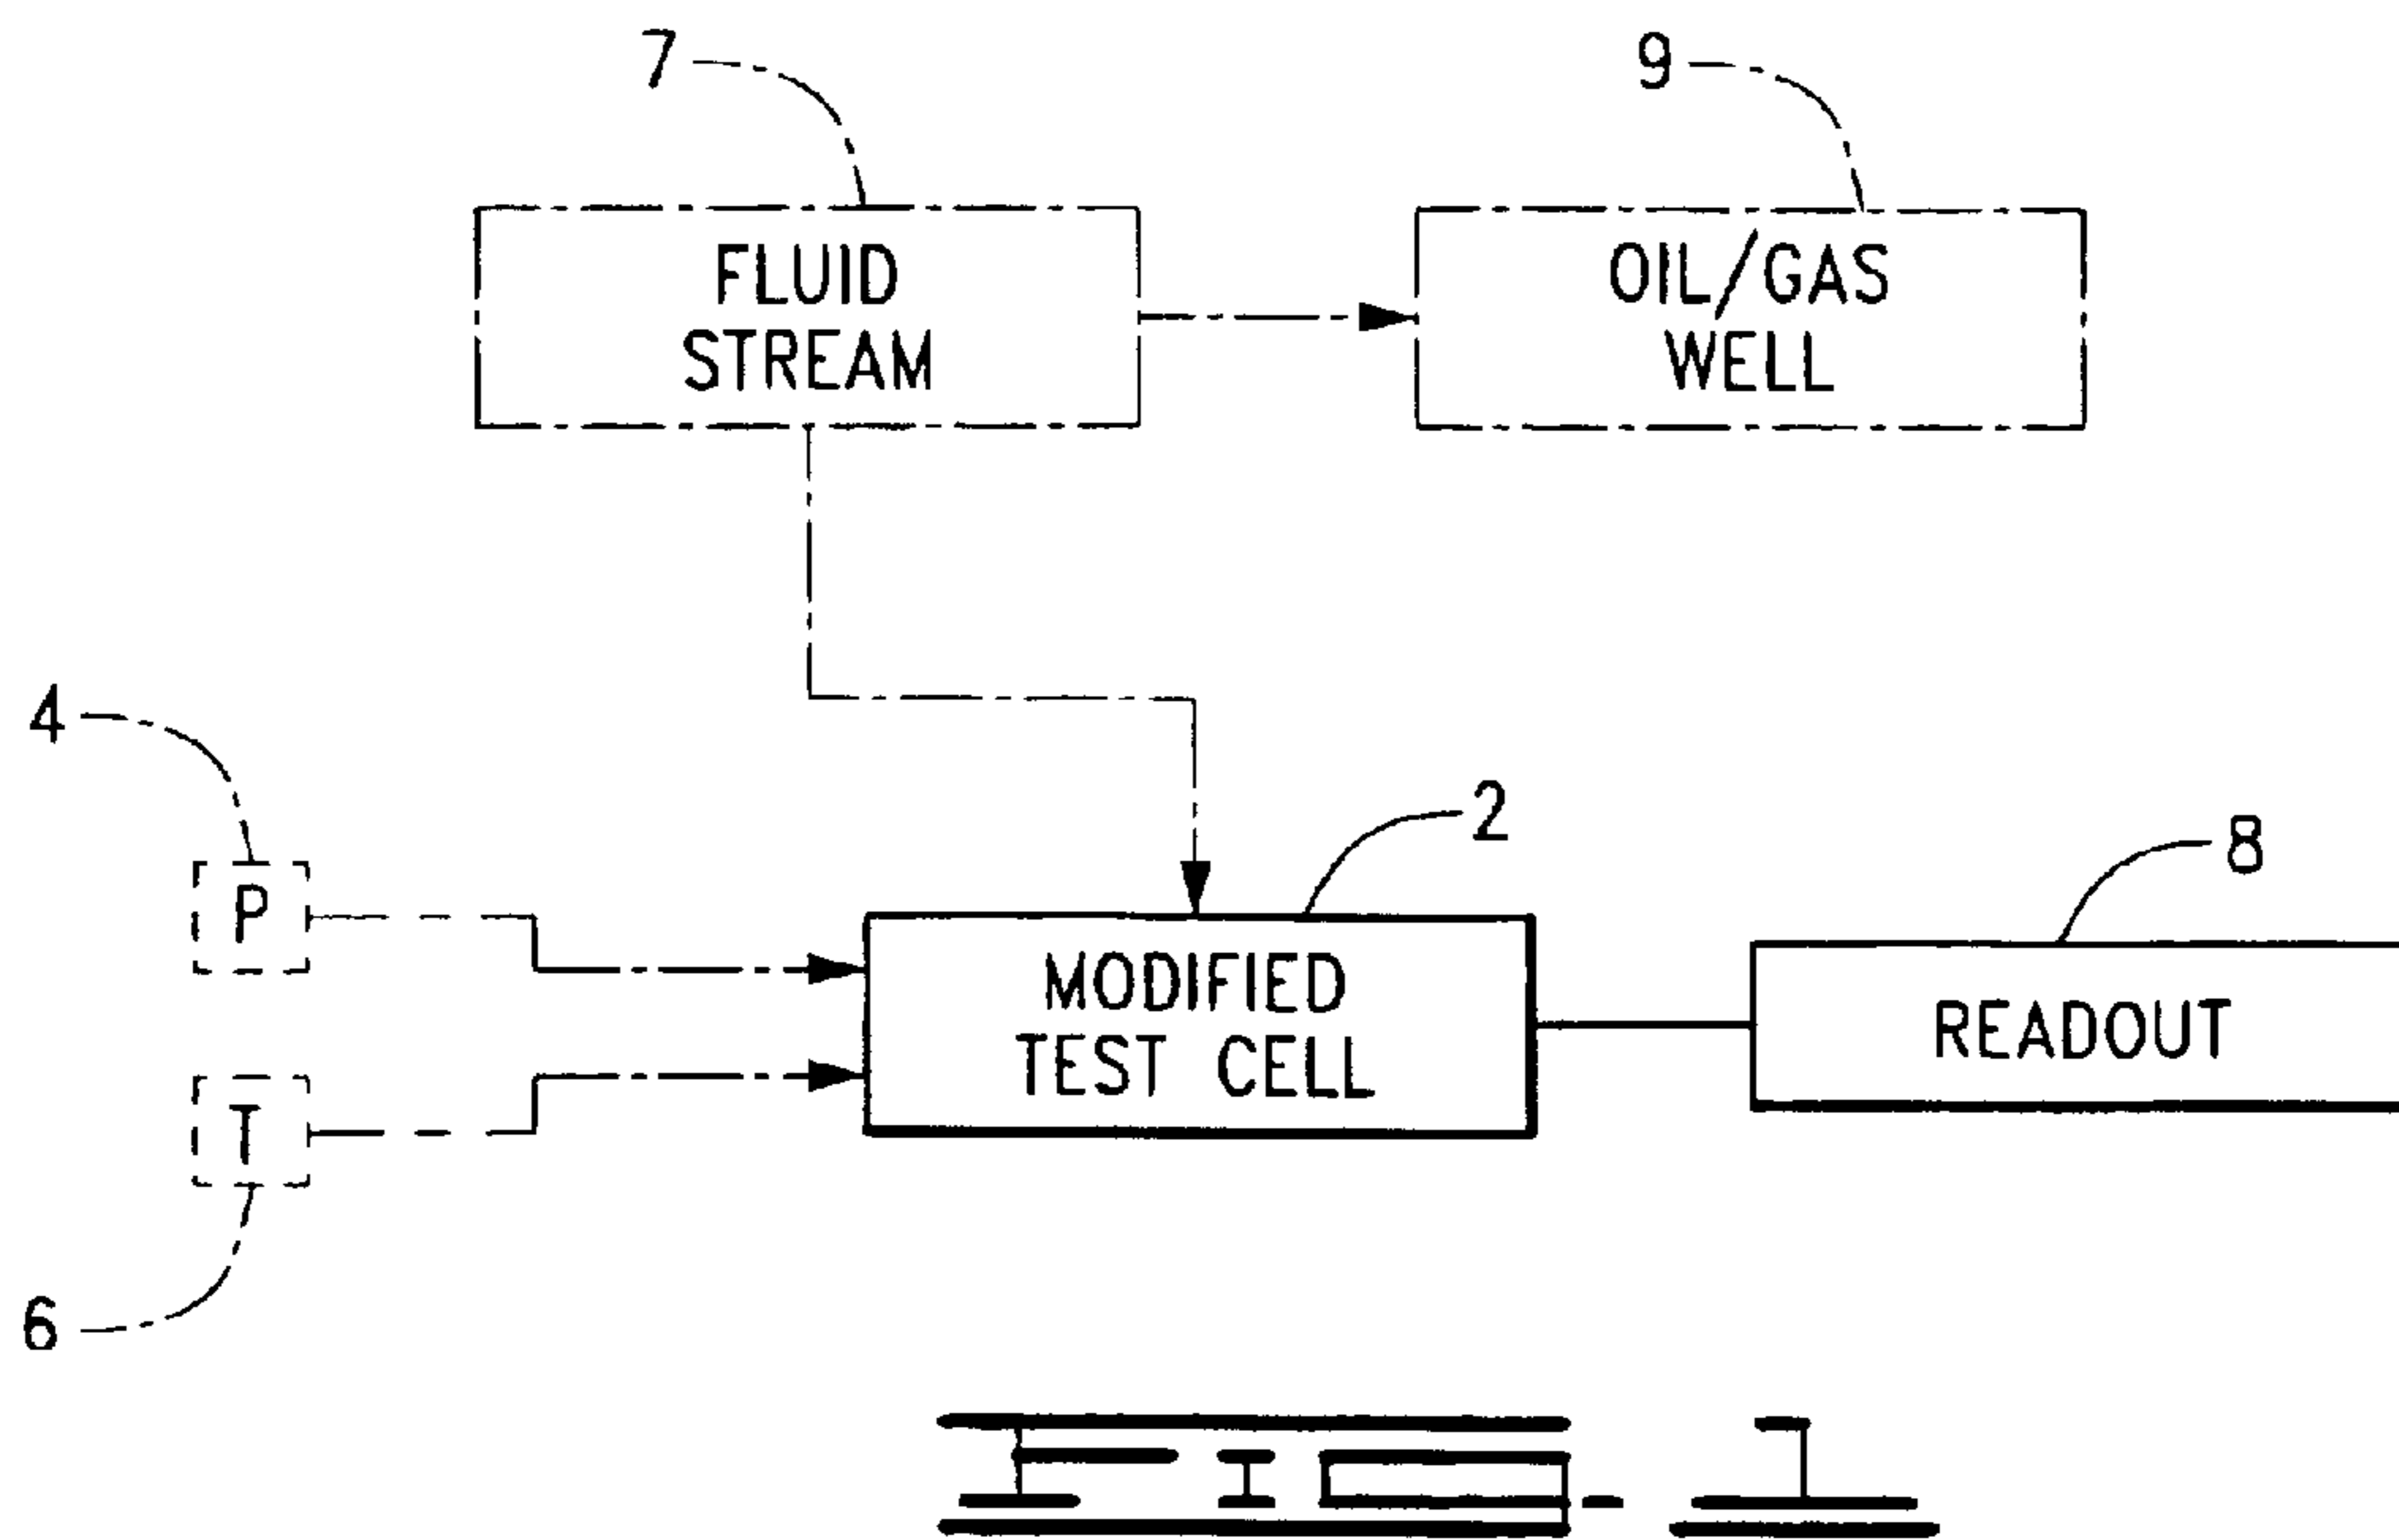 7
9
FLUID
STREAM
OIL/GAS
WELL
4
2
8
P
MODIFIED
TEST CELL
READOUT
T
6
FIG-1